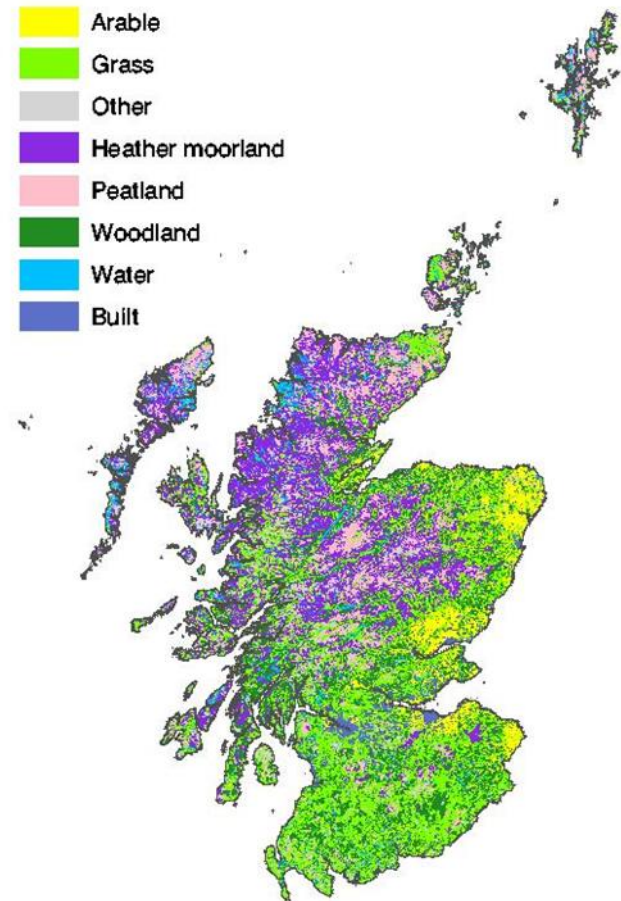 Arable
Grass
Other
Heather moorland
Peatland
Woodland
Water
Built